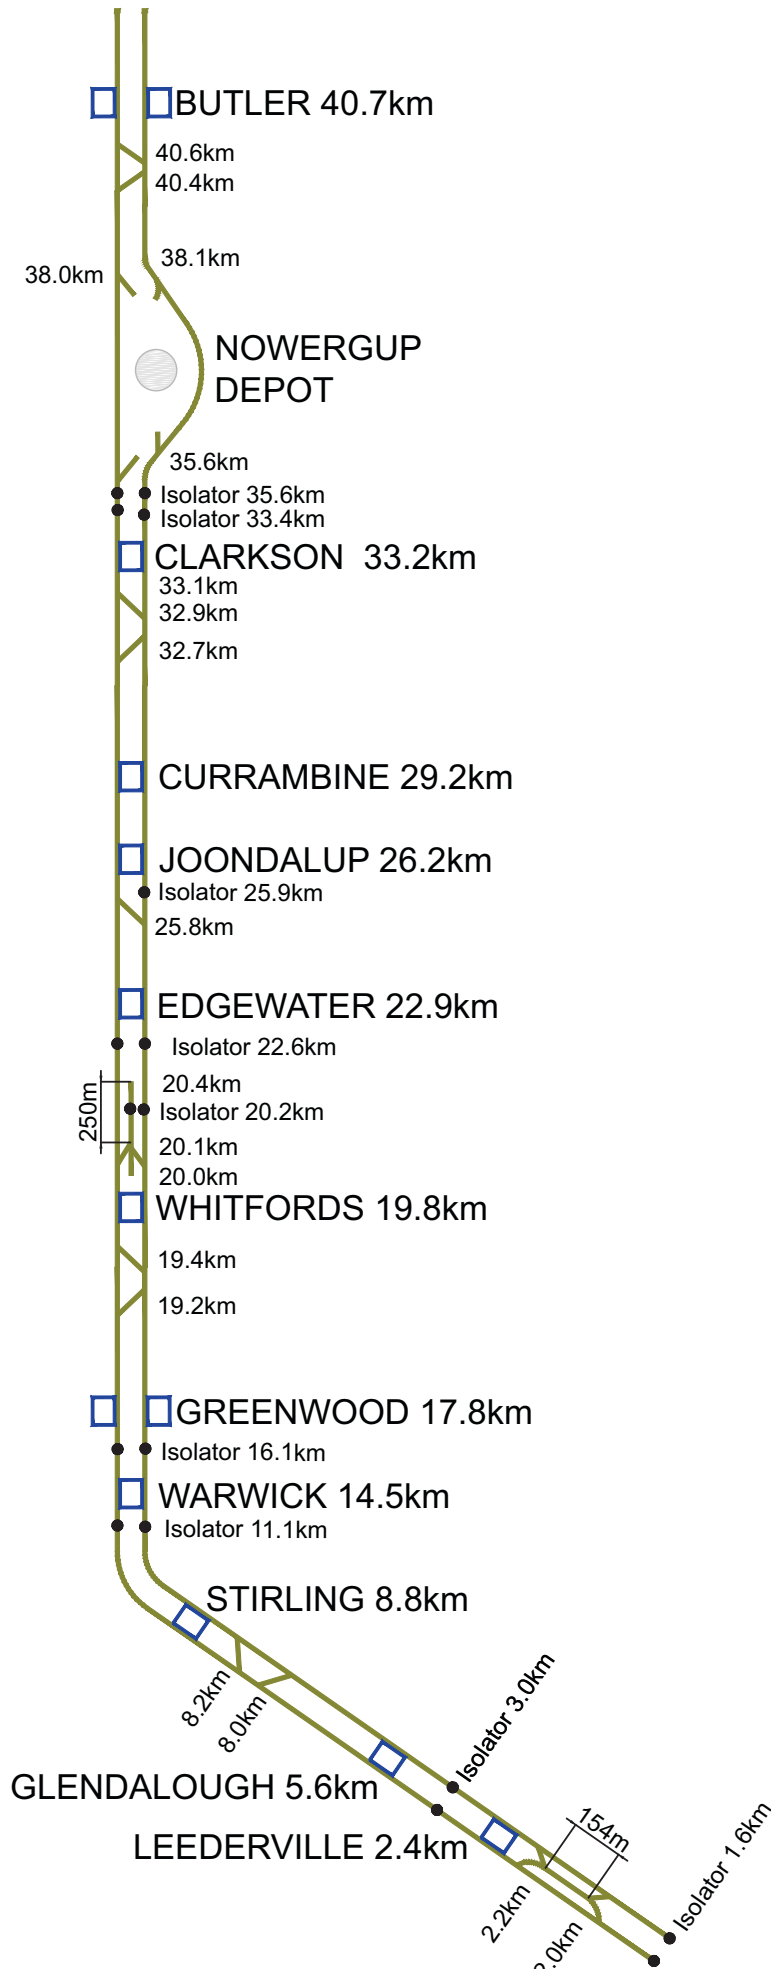 BUTLER 40.7km
40.6km
40.4km
38.1km
38.0km
NOWERGUP
DEPOT
35.6km
Isolator 35.6km
Isolator 33.4km
CLARKSON 33.2km
33.1km
32.9km
32.7km
CURRAMBINE 29.2km
JOONDALUP 26.2km
Isolator 25.9km
25.8km
EDGEWATER 22.9km
Isolator 22.6km
20.4km
250m
Isolator 20.2km
20.1km
20.0km
WHITFORDS 19.8km
19.4km
19.2km
GREENWOOD 17.8km
Isolator 16.1km
WARWICK 14.5km
Isolator 11.1km
STIRLING 8.8km
8.2km
8.0km
Isolator 3.0km
GLENDALOUGH 5.6km
LEEDERVILLE 2.4km
154m
Isolator 1.6km
2.2km
2.0km